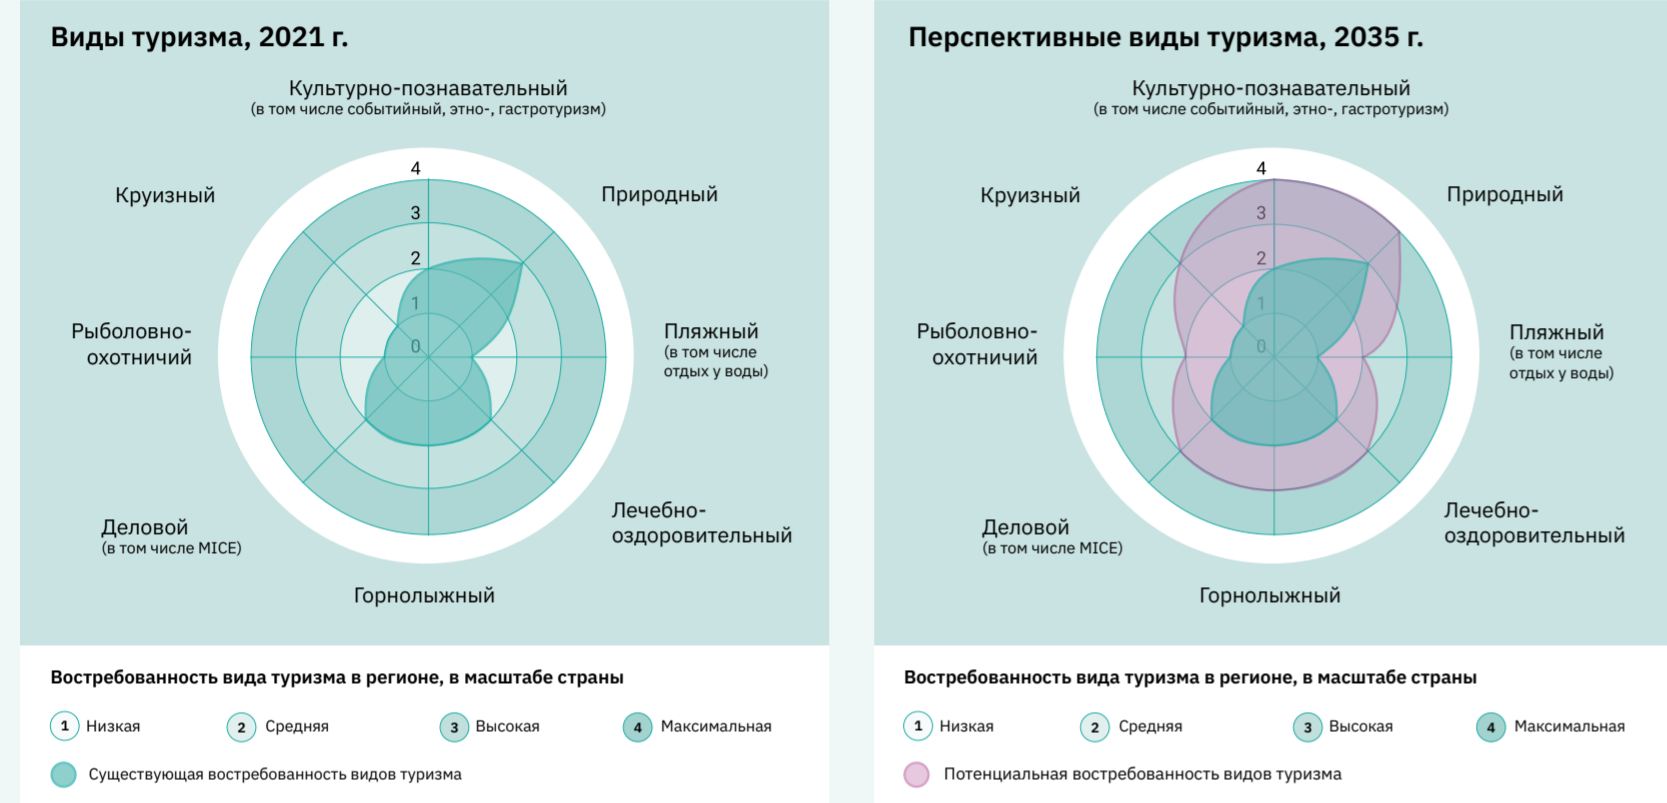 Виды туризма, 2021 г.
Культурно-познавательный
(в том числе событийный, этно-, гастротуризм)
Круизный
Природный
4
3
2
1
0
Рыболовно-
охотничий
Пляжный
(в том числе
отдых у воды)
Деловой
(в том числе MICE)
Лечебно-
оздоровительный
Горнолыжный
Востребованность вида туризма в регионе, в масштабе страны
1 Низкая
2 Средняя
3 Высокая
4 Максимальная
Существующая востребованность видов туризма
Перспективные виды туризма, 2035 г.
Культурно-познавательный
(в том числе событийный, этно-, гастротуризм)
Круизный
Природный
4
3
2
1
0
Рыболовно-
охотничий
Пляжный
(в том числе
отдых у воды)
Деловой
(в том числе MICE)
Лечебно-
оздоровительный
Горнолыжный
Востребованность вида туризма в регионе, в масштабе страны
1 Низкая
2 Средняя
3 Высокая
4 Максимальная
Потенциальная востребованность видов туризма